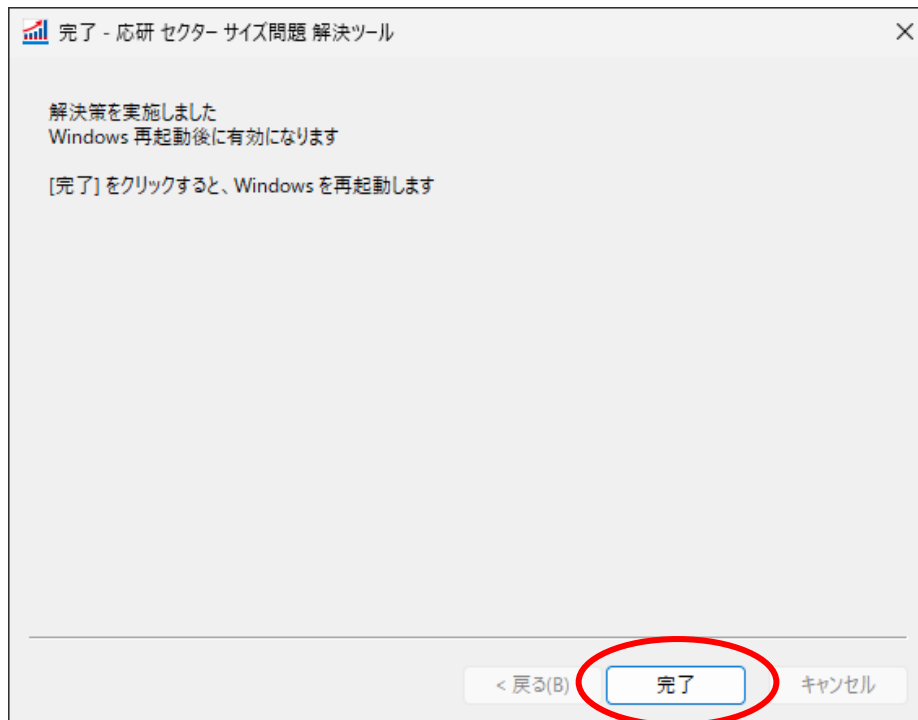 完了 - 応研 セクター サイズ問題 解決ツール
解決策を実施しました
Windows 再起動後に有効になります
[完了] をクリックすると、Windows を再起動します
< 戻る(B)
完了
キャンセル